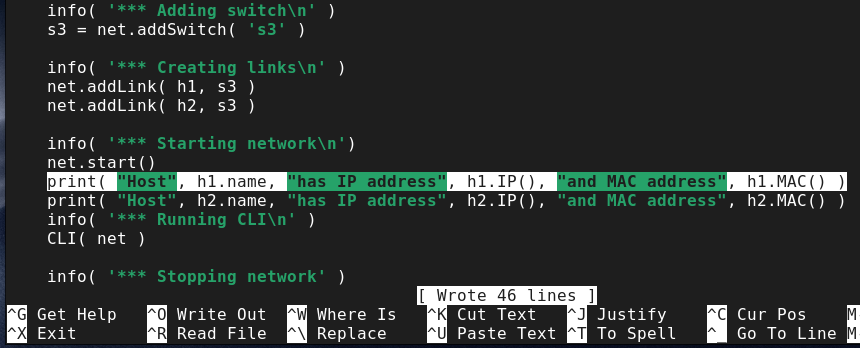 info( '*** Adding switch\n' )
s3 = net.addSwitch( 's3' )
info( '*** Creating links\n' )
net.addLink( h1, s3 )
net.addLink( h2, s3 )
info( '*** Starting network\n')
net.start()
print( "Host", h1.name, "has IP address", h1.IP(), "and MAC address", h1.MAC() )
print( "Host", h2.name, "has IP address", h2.IP(), "and MAC address", h2.MAC() )
info( '*** Running CLI\n' )
CLI( net )
info( '*** Stopping network' )
[ Wrote 46 lines ]
^G Get Help ^O Write Out ^W Where Is ^K Cut Text ^J Justify ^C Cur Pos M-
^X Exit ^R Read File ^\ Replace ^U Paste Text ^T To Spell ^_ Go To Line M-